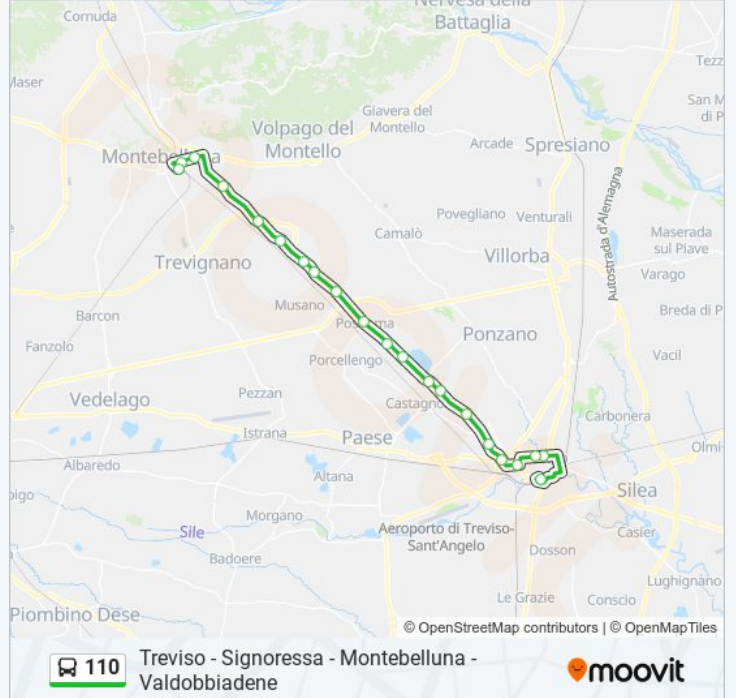 Nervesa della
Battaglia
Comuda
Tezz
Maser
San M
di P
Giavera del
Montello
Volpago del
Montello
Arcade
Spresiano
Montebelluna
Autostrada d'Alemagna
Povegliano
Venturali
Camalò
Maserada
sul Piave
Villorba
Trevignano
Varago
Musano
Breda di P
Barcon
Postioma
Ponzano
Fanzolo
Porcellengo
Vacil
Pezzan
Vedelago
Castagno
Carbonera
Istrana
Paese
Olmi
Albaredo
Altana
Silea
pigo
Morgano
Aeroporto di Treviso-
Sant'Angelo
Sile
Casier
Badoere
Dosson
Lughignano
Le Grazie
Conscio
Piombino Dese
© OpenStreetMap contributors | © OpenMapTiles
110
Treviso - Signoressa - Montebelluna -
Valdobbiadene
moovit